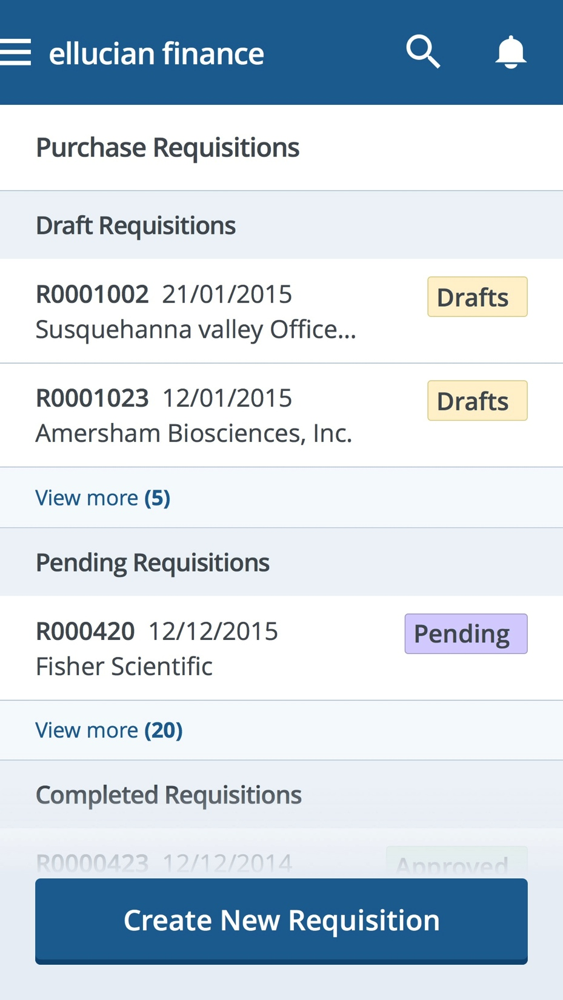 ellucian finance
Purchase Requisitions
Draft Requisitions
R0001002 21/01/2015 Drafts
Susquehanna valley Office...
R0001023 12/01/2015 Drafts
Amersham Biosciences, Inc.
View more (5)
Pending Requisitions
R000420 12/12/2015 Pending
Fisher Scientific
View more (20)
Completed Requisitions
R0000423 12/12/2014 Approved
Create New Requisition